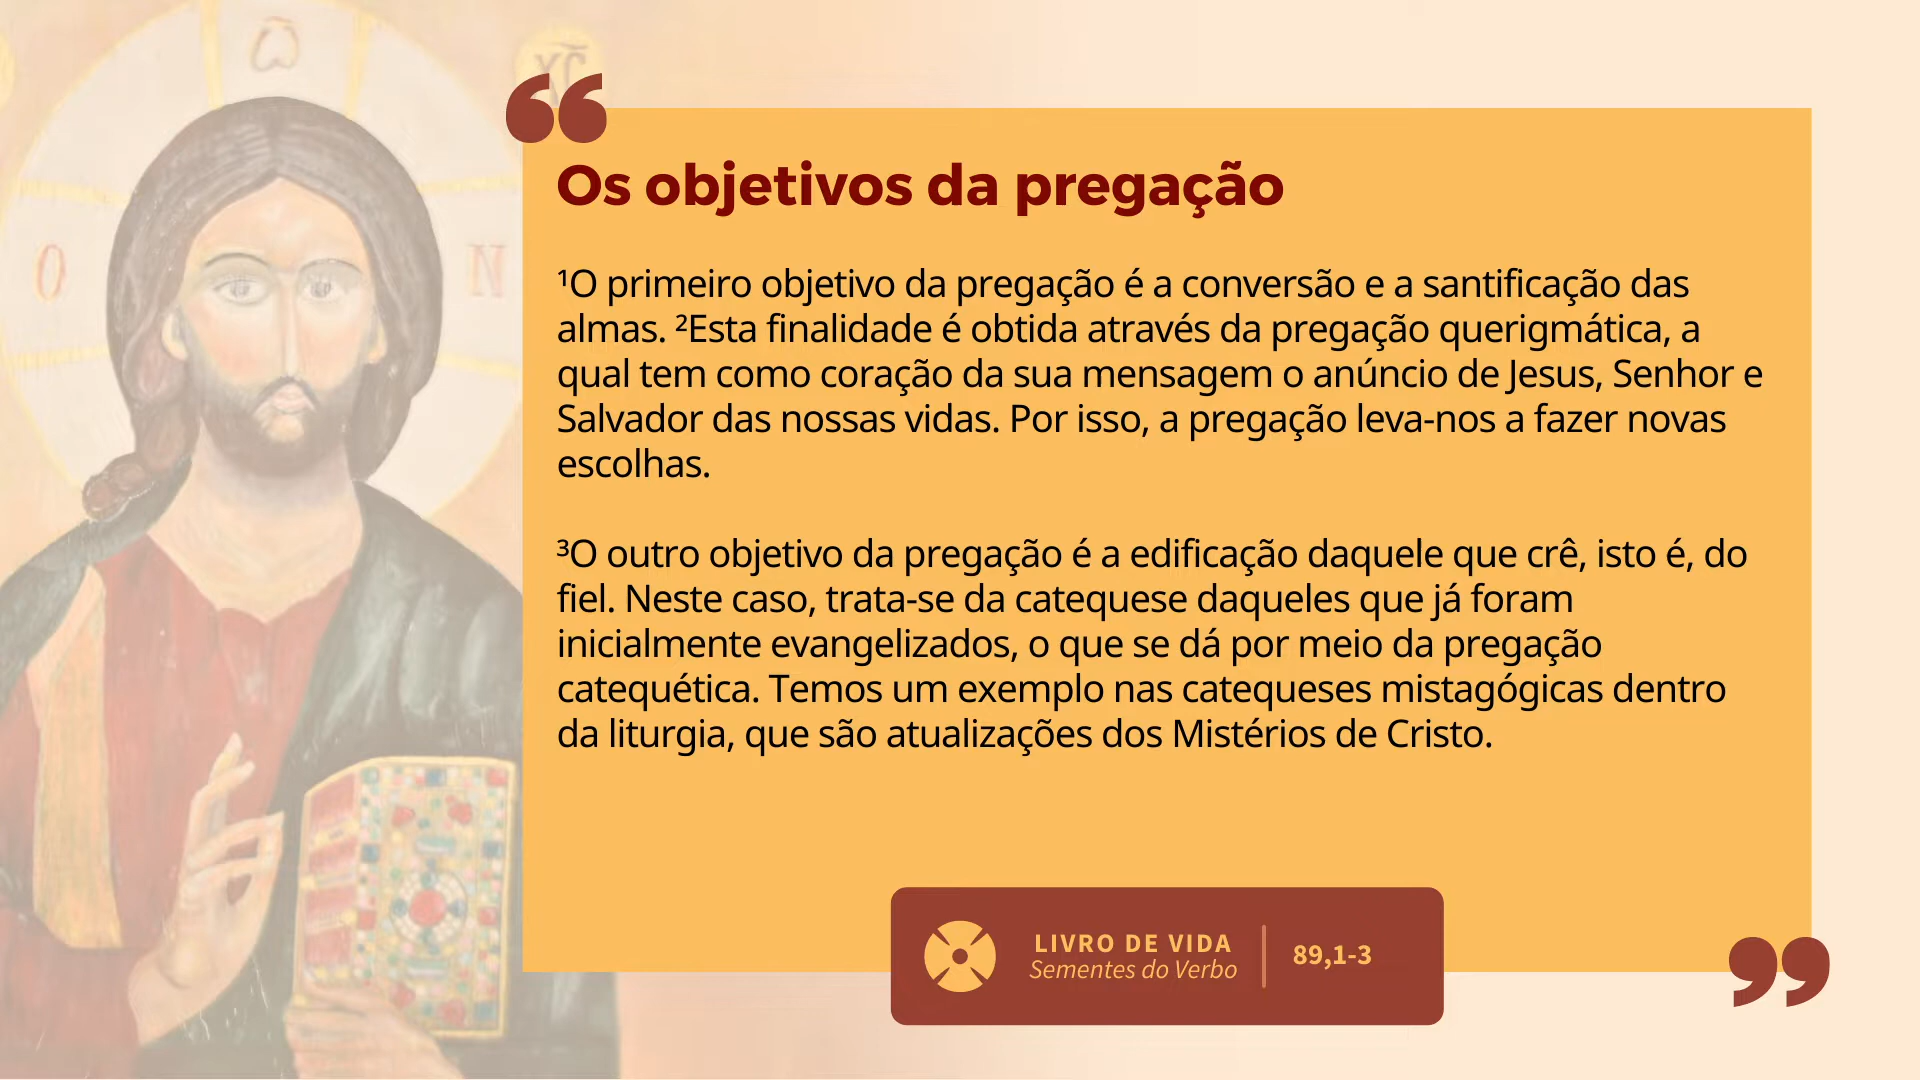 ω
O
N
“
Os objetivos da pregação
¹O primeiro objetivo da pregação é a conversão e a santificação das
almas. ²Esta finalidade é obtida através da pregação querigmática, a
qual tem como coração da sua mensagem o anúncio de Jesus, Senhor e
Salvador das nossas vidas. Por isso, a pregação leva-nos a fazer novas
escolhas.
³O outro objetivo da pregação é a edificação daquele que crê, isto é, do
fiel. Neste caso, trata-se da catequese daqueles que já foram
inicialmente evangelizados, o que se dá por meio da pregação
catequética. Temos um exemplo nas catequeses mistagógicas dentro
da liturgia, que são atualizações dos Mistérios de Cristo.
”
LIVRO DE VIDA
Sementes do Verbo
89,1-3